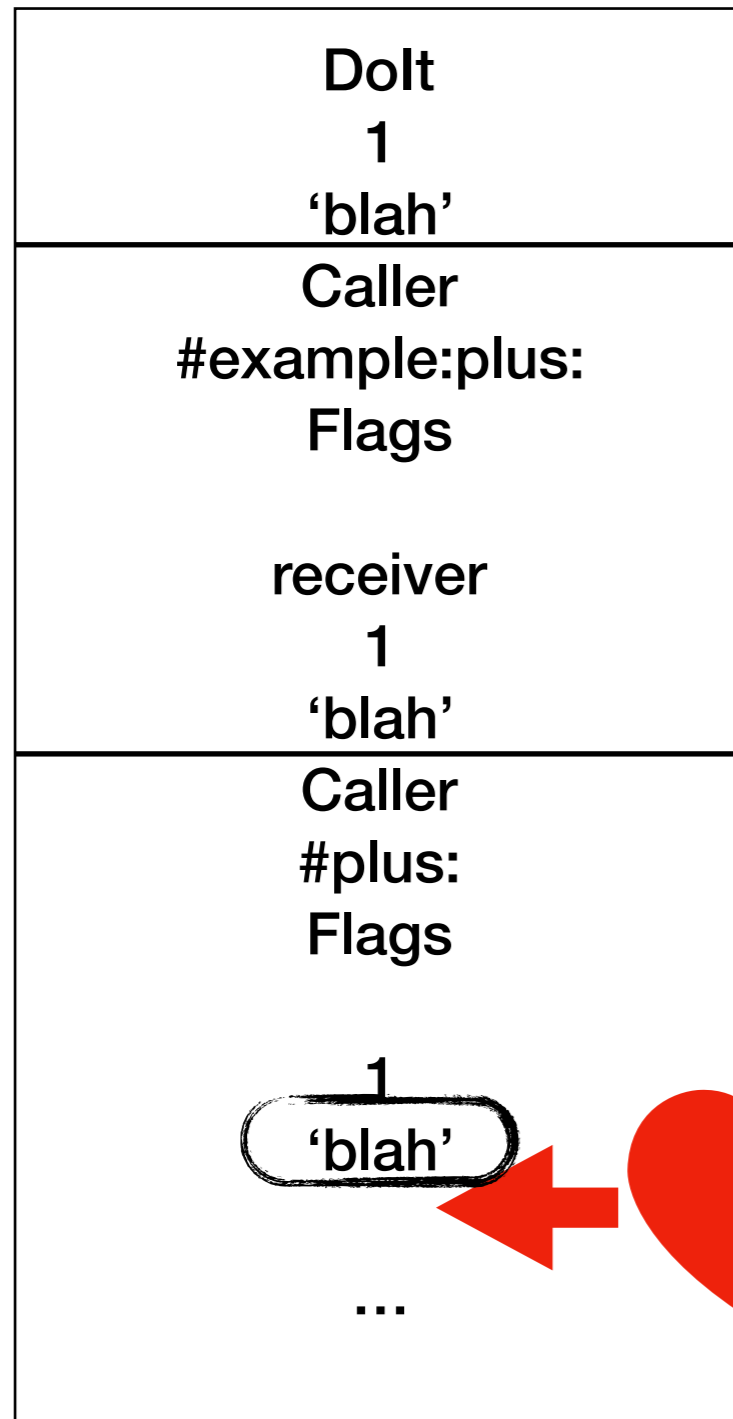 DoIt
1
‘blah’
Caller
#example:plus:
Flags
receiver
1
‘blah’
Caller
#plus:
Flags
1
‘blah’
...